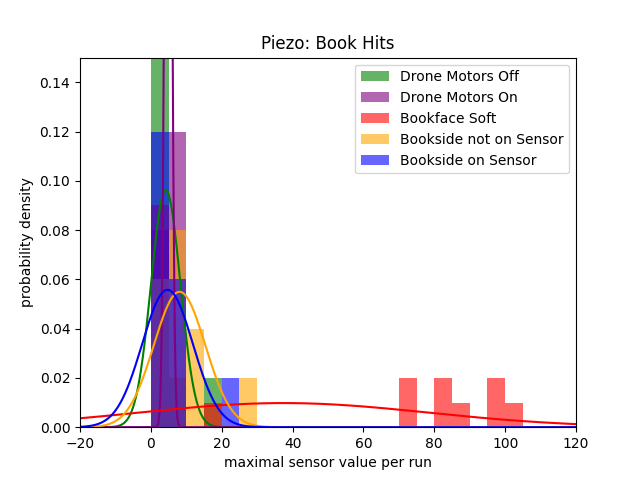 Piezo: Book Hits
Drone Motors Off
Drone Motors On
Bookface Soft
Bookside not on Sensor
Bookside on Sensor
probability density
0.14
0.12
0.10
0.08
0.06
0.04
0.02
0.00
−20
0
20
40
60
80
100
120
maximal sensor value per run